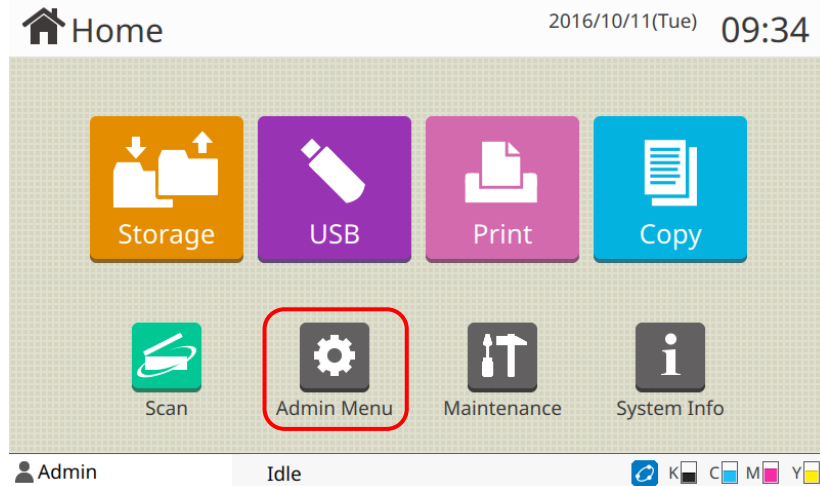 Home
2016/10/11(Tue)
09:34
Storage
USB
Print
Copy
Scan
Admin Menu
Maintenance
System Info
Admin
Idle
K
C
M
Y